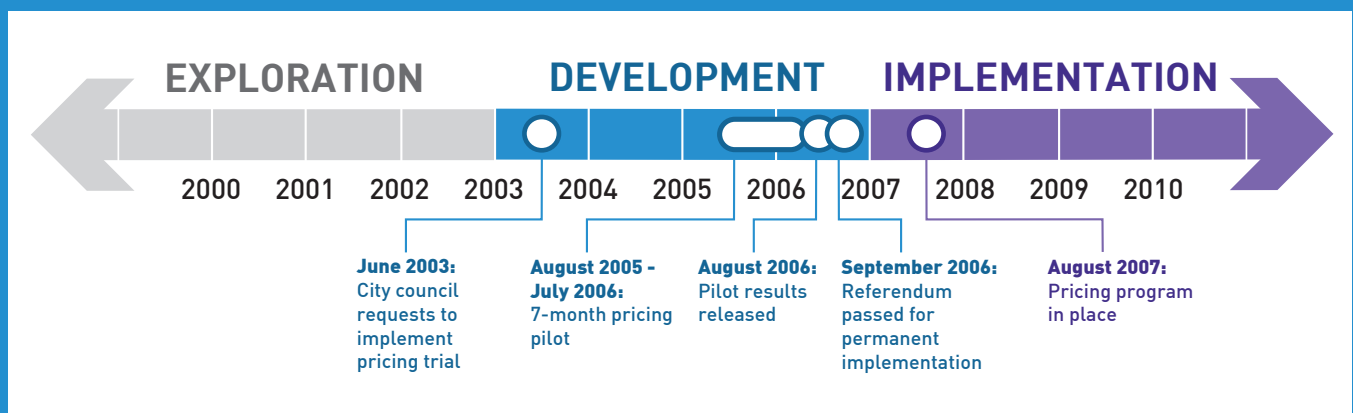 EXPLORATION
DEVELOPMENT
IMPLEMENTATION
2000
2001
2002
2003
2004
2005
2006
2007
2008
2009
2010
June 2003:
City council
requests to
implement
pricing trial
August 2005 -
July 2006:
7-month pricing
pilot
August 2006:
Pilot results
released
September 2006:
Referendum
passed for
permanent
implementation
August 2007:
Pricing program
in place